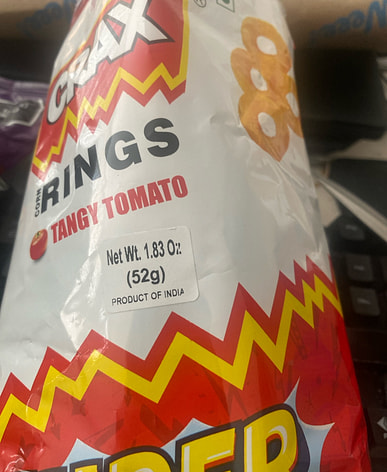 CRAX
CORN
RINGS
TANGY TOMATO
Net Wt. 1.83 Oz
(52g)
PRODUCT OF INDIA